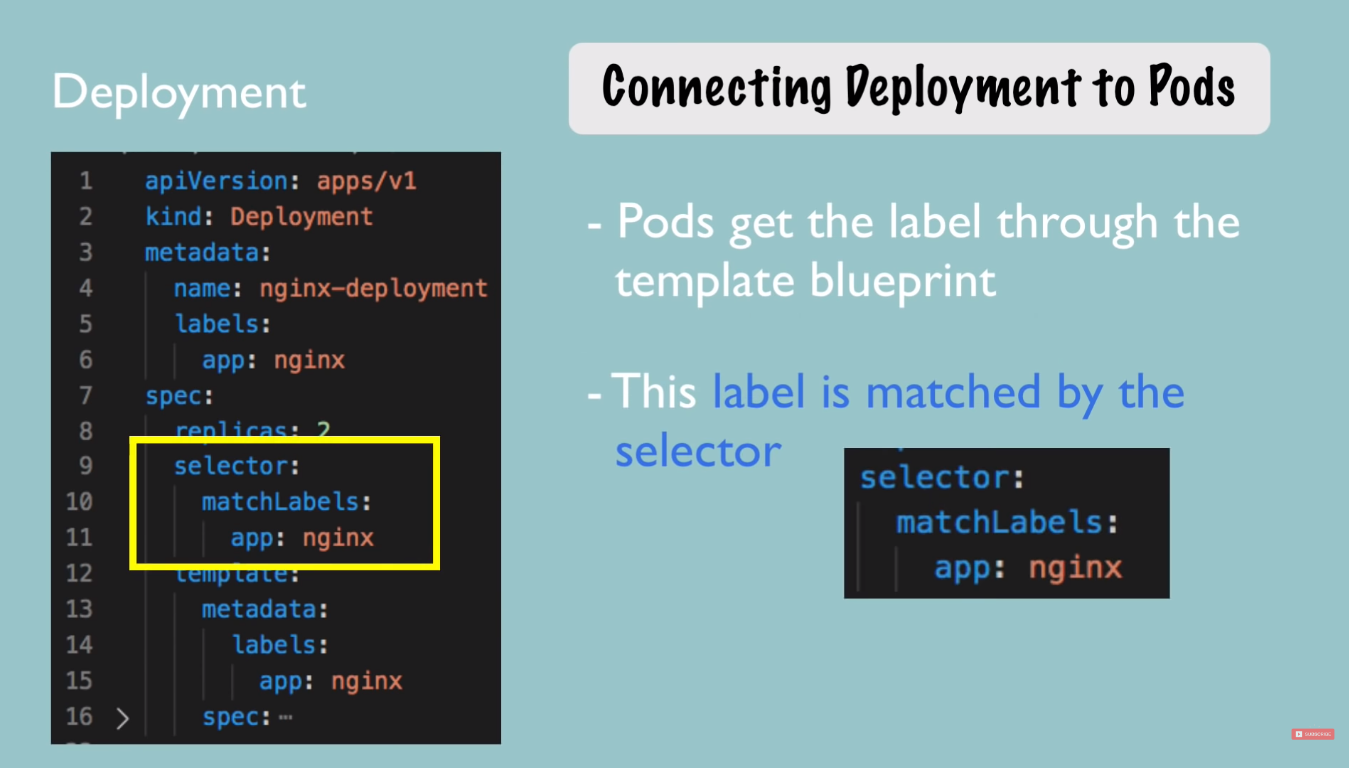 Deployment
Connecting Deployment to Pods
1 apiVersion: apps/v1
2 kind: Deployment
3 metadata:
4 name: nginx-deployment
5 labels:
6 app: nginx
7 spec:
8 replicas: 2
9 selector:
10 matchLabels:
11 app: nginx
12 template:
13 metadata:
14 labels:
15 app: nginx
16 > spec: ⋯
- Pods get the label through the
template blueprint
- This label is matched by the
selector
selector:
matchLabels:
app: nginx
SUBSCRIBE